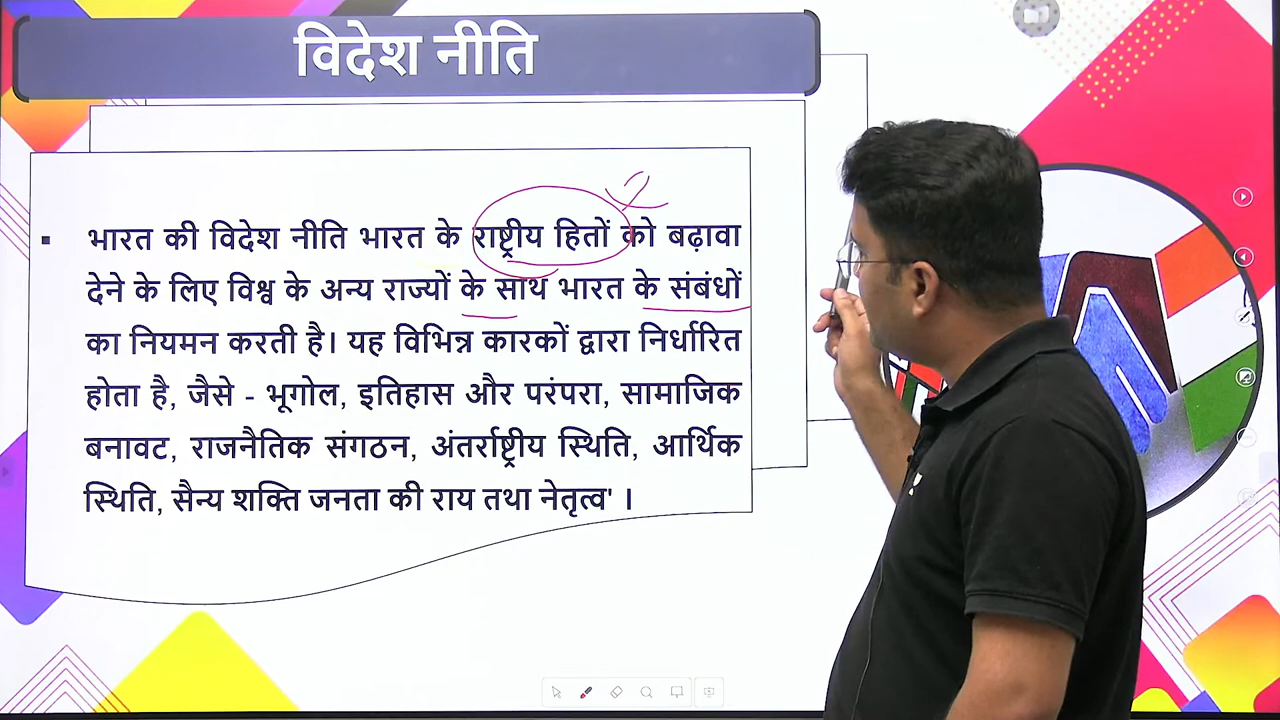 विदेश नीति
2
▪ भारत की विदेश नीति भारत के राष्ट्रीय हितों को बढ़ावा
देने के लिए विश्व के अन्य राज्यों के साथ भारत के संबंधों
का नियमन करती है। यह विभिन्न कारकों द्वारा निर्धारित
होता है, जैसे - भूगोल, इतिहास और परंपरा, सामाजिक
बनावट, राजनैतिक संगठन, अंतर्राष्ट्रीय स्थिति, आर्थिक
स्थिति, सैन्य शक्ति जनता की राय तथा नेतृत्व' ।